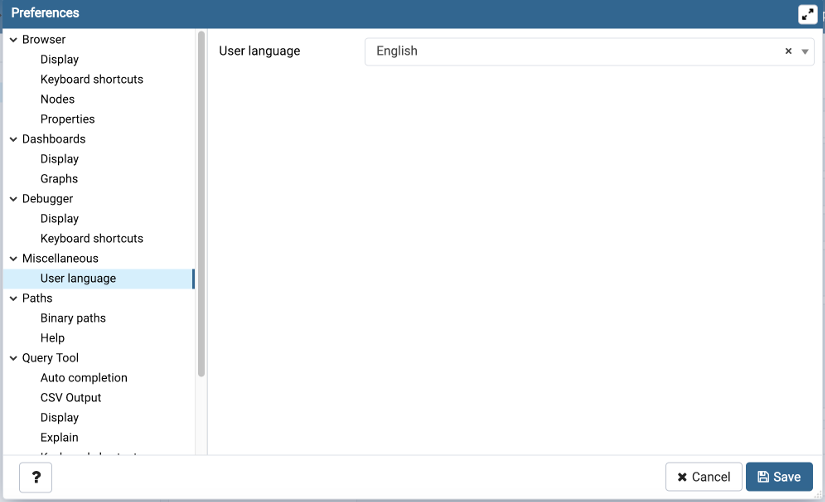 Preferences
Browser
Display
Keyboard shortcuts
Nodes
Properties
Dashboards
Display
Graphs
Debugger
Display
Keyboard shortcuts
Miscellaneous
User language
Paths
Binary paths
Help
Query Tool
Auto completion
CSV Output
Display
Explain
User language
English
?
Cancel
Save